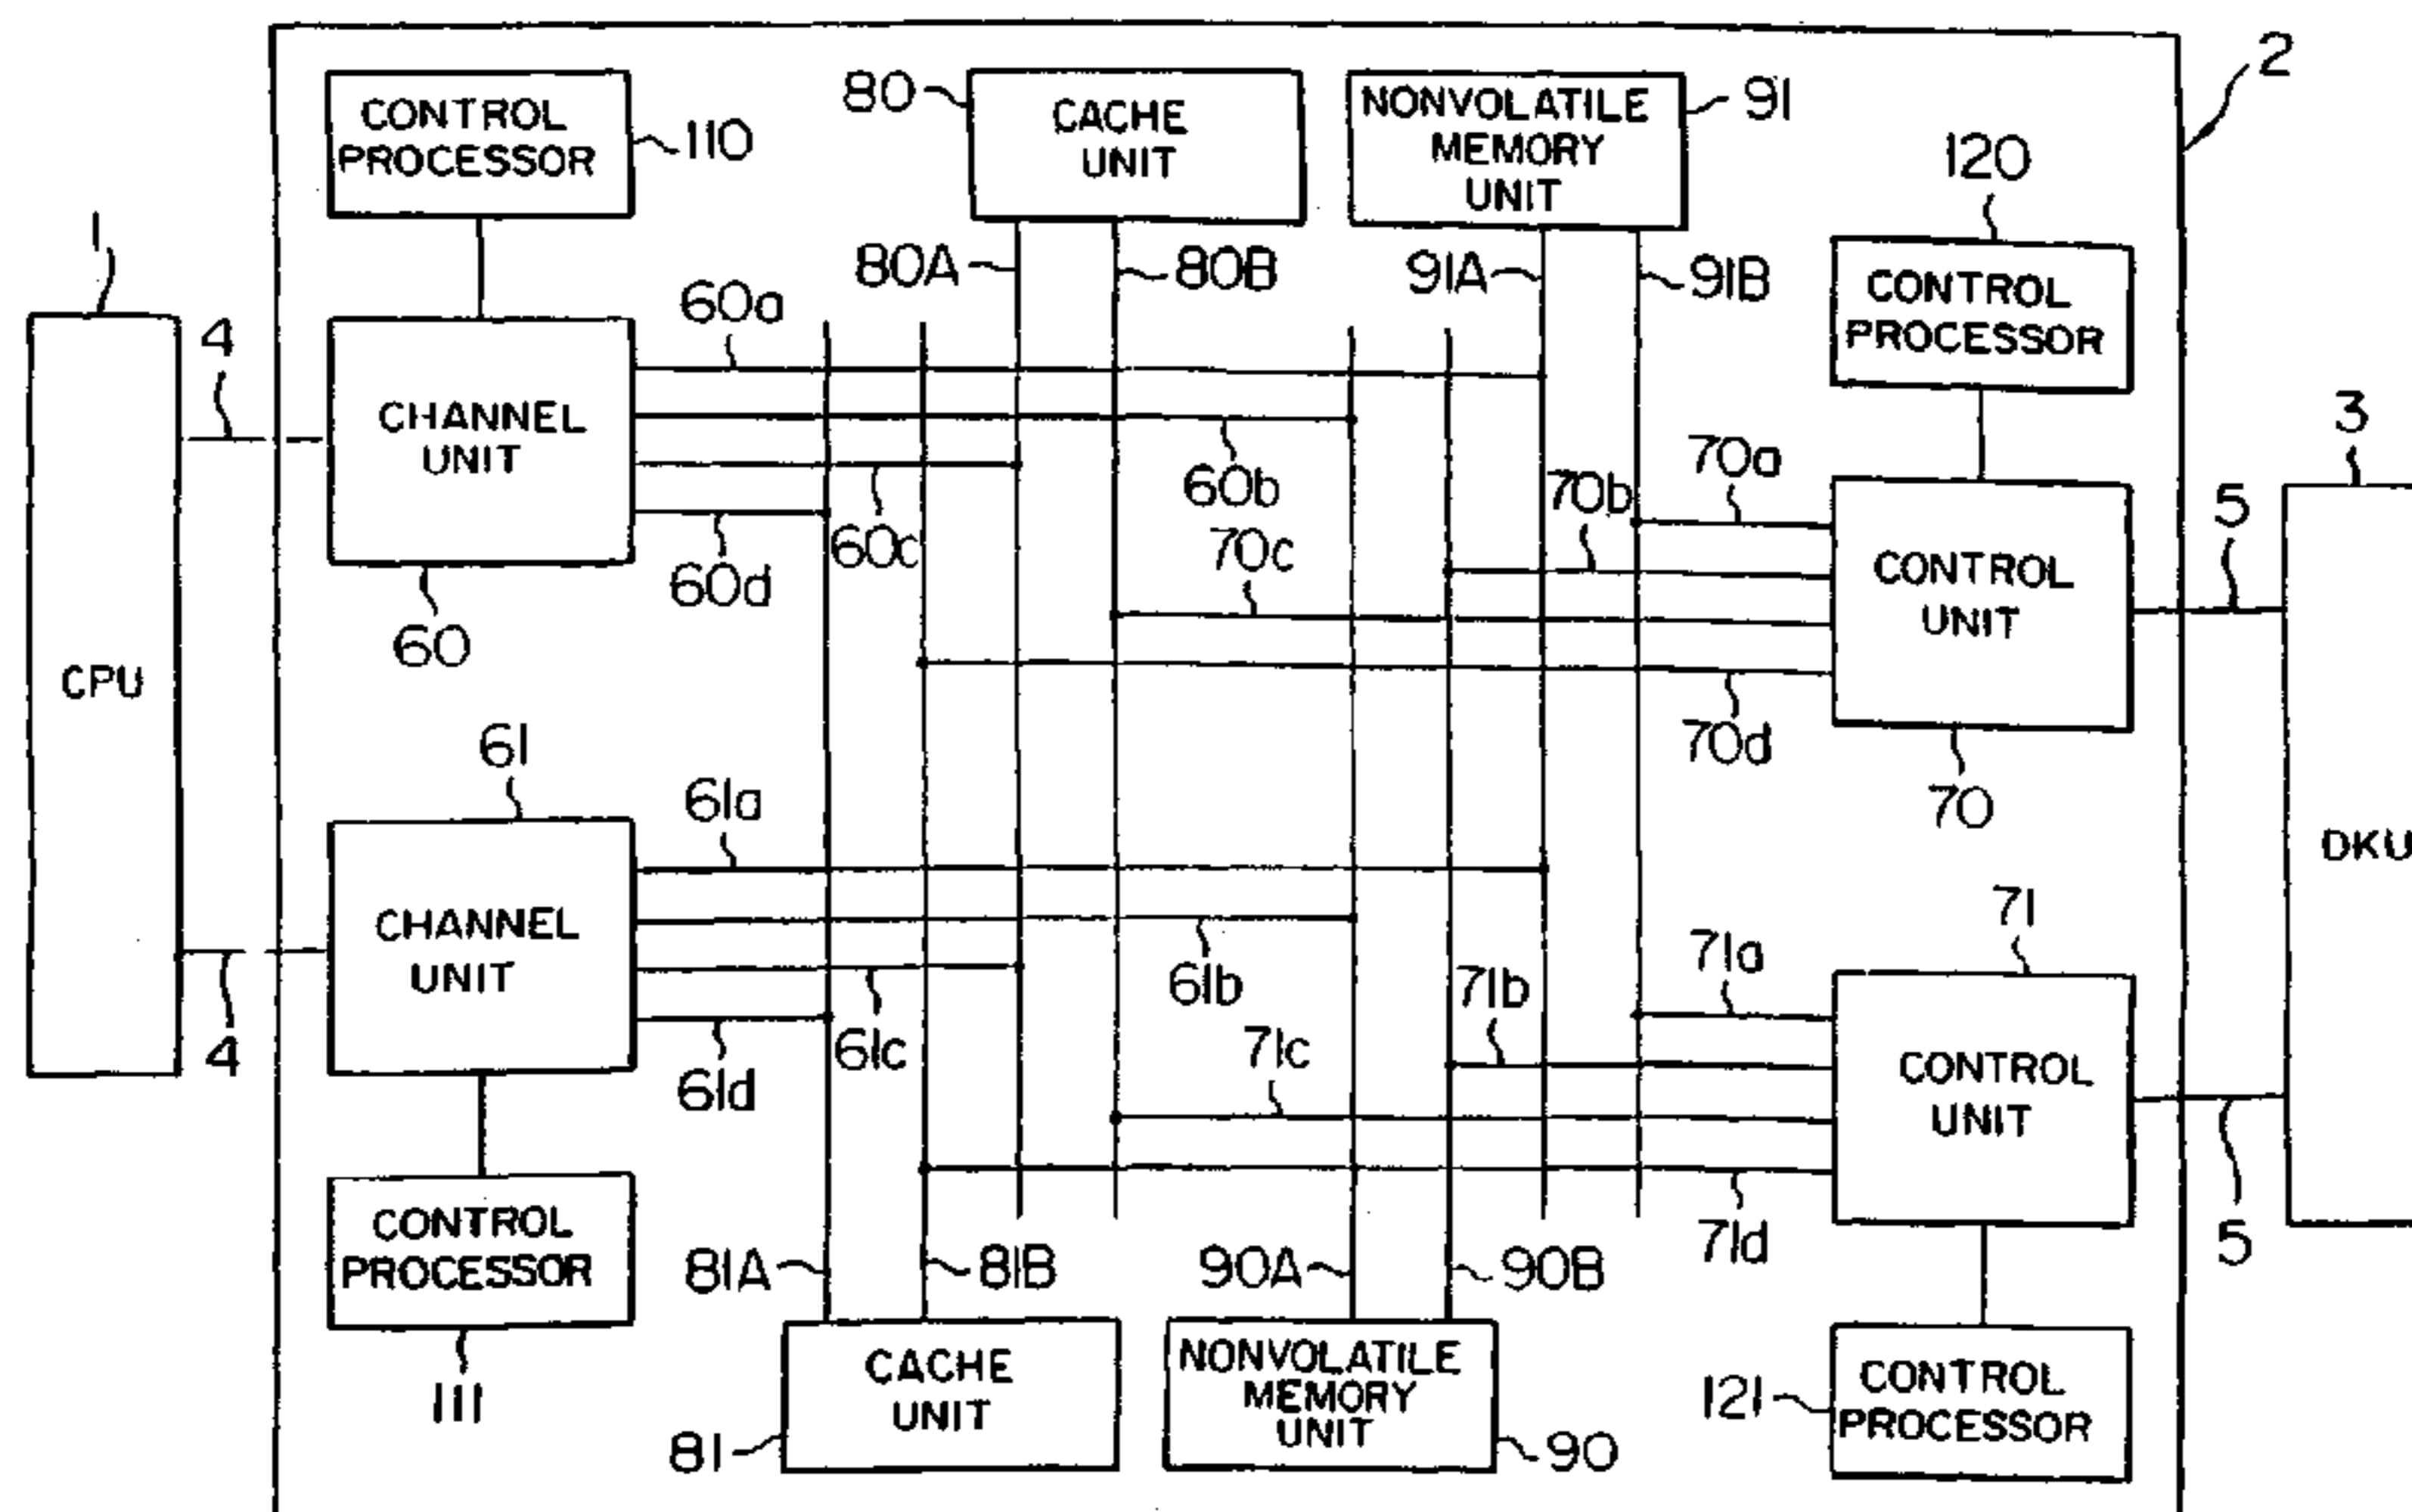 2
CONTROL
PROCESSOR
110
80
CACHE
UNIT
NONVOLATILE
MEMORY
UNIT
91
120
CONTROL
PROCESSOR
1
80A
80B
91A
91B
4
60a
CHANNEL
UNIT
60
60b
60c
60d
70a
70b
70c
70d
CONTROL
UNIT
70
5
3
CPU
DKU
61
61a
CHANNEL
UNIT
4
61b
61c
61d
71
71a
71b
71c
71d
CONTROL
UNIT
5
CONTROL
PROCESSOR
111
81A
81B
90A
90B
CACHE
UNIT
81
NONVOLATILE
MEMORY
UNIT
90
121
CONTROL
PROCESSOR